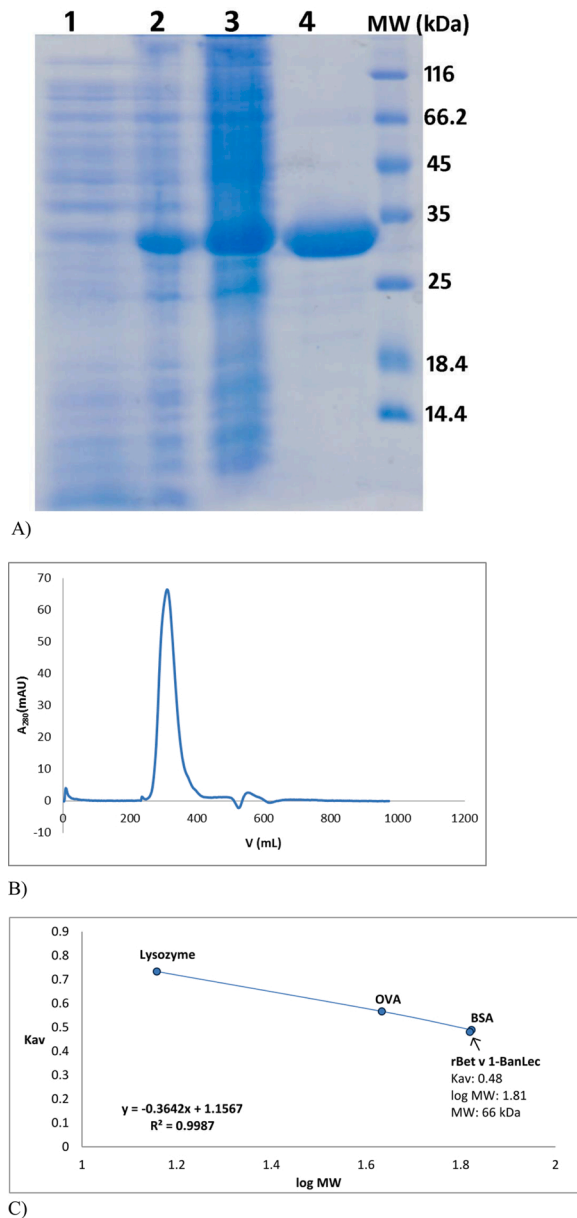 1 2 3 4 MW (kDa)
116
66.2
45
35
25
18.4
14.4
A)
70
60
50
40
30
20
10
0
-10
A280(mAU)
0 200 400 600 800 1000 1200
V (mL)
B)
0.9
0.8
0.7
0.6
0.5
0.4
0.3
0.2
0.1
0
Kav
Lysozyme
OVA
BSA
rBet v 1-BanLec
Kav: 0.48
log MW: 1.81
MW: 66 kDa
y = -0.3642x + 1.1567
R² = 0.9987
1 1.2 1.4 1.6 1.8 2
log MW
C)